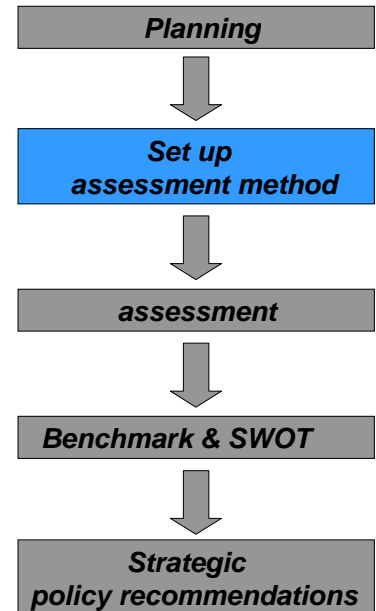 Planning
Set up
assessment method
assessment
Benchmark & SWOT
Strategic
policy recommendations